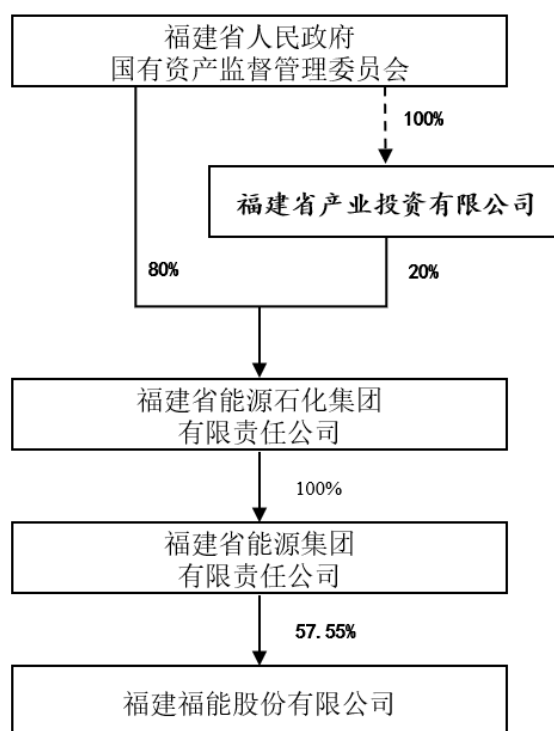 福建省人民政府
国有资产监督管理委员会
100%
福建省产业投资有限公司
80%
20%
福建省能源石化集团
有限责任公司
100%
福建省能源集团
有限责任公司
57.55%
福建福能股份有限公司